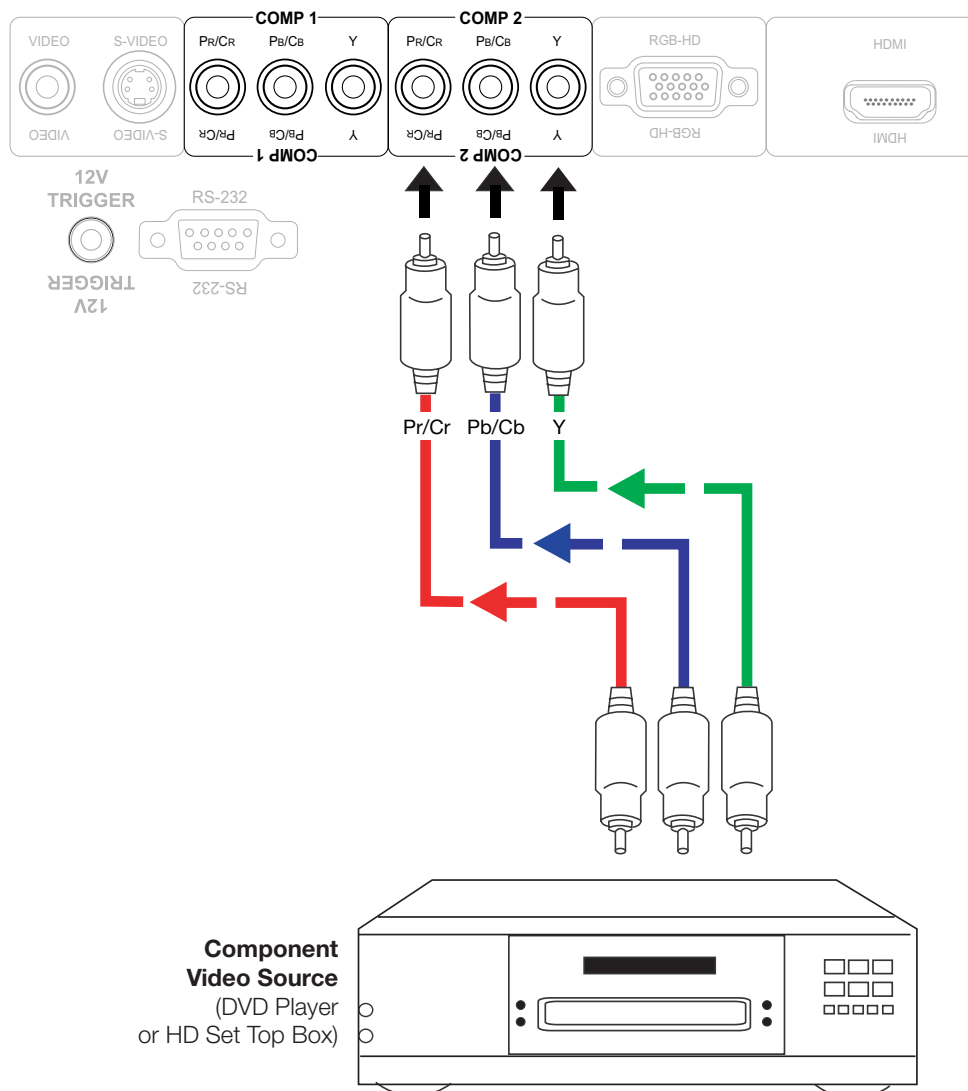 COMP 1
COMP 2
VIDEO
S-VIDEO
PR/CR
PB/CB
Y
PR/CR
PB/CB
Y
RGB-HD
HDMI
VIDEO
S-VIDEO
PR/CR
PB/CB
Y
PR/CR
PB/CB
Y
RGB-HD
HDMI
COMP 1
COMP 2
12V
TRIGGER
RS-232
12V
TRIGGER
RS-232
Pr/Cr
Pb/Cb
Y
Component
Video Source
(DVD Player
or HD Set Top Box)